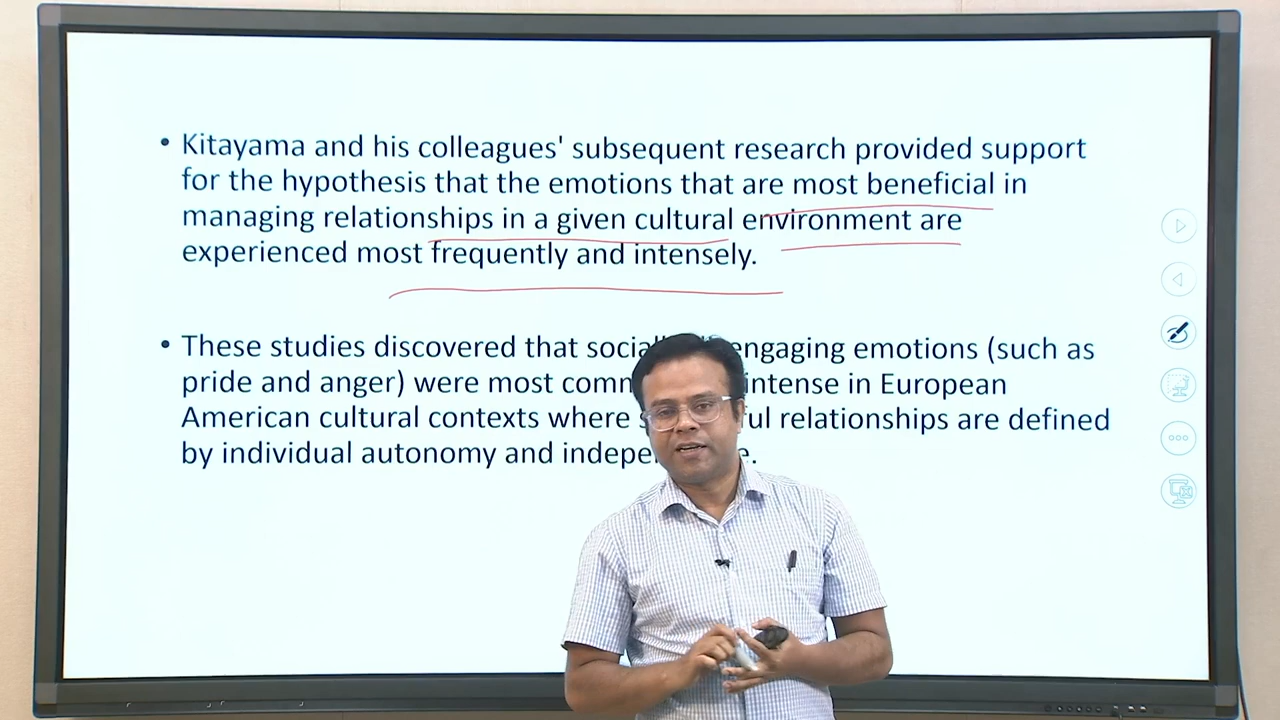 • Kitayama and his colleagues' subsequent research provided support
for the hypothesis that the emotions that are most beneficial in
managing relationships in a given cultural environment are
experienced most frequently and intensely.
• These studies discovered that engaging emotions (such as
pride and anger) were most intense in European
American cultural contexts where relationships are defined
by individual autonomy and